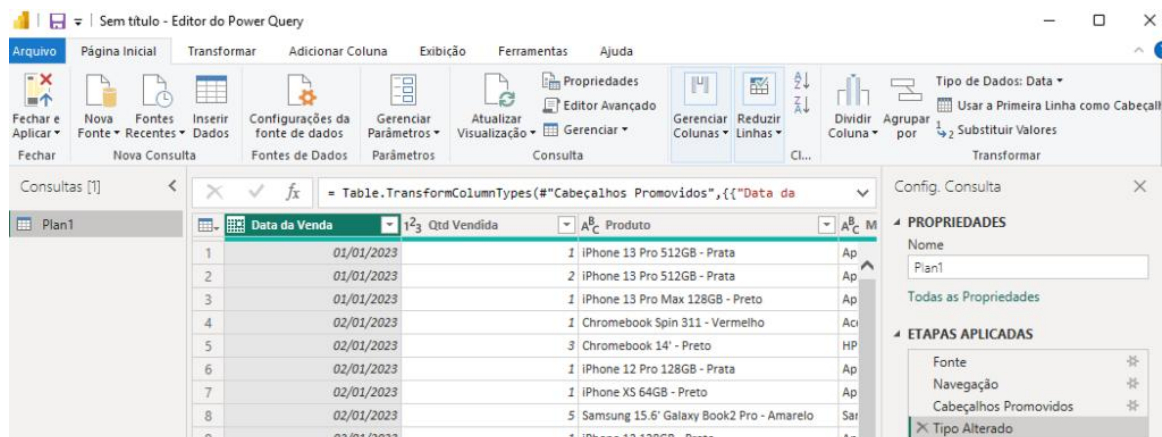 Sem título - Editor do Power Query
Arquivo Página Inicial Transformar Adicionar Coluna Exibição Ferramentas Ajuda
Fechar e Aplicar
Nova Fonte
Fontes Recentes
Inserir Dados
Configurações da fonte de dados
Gerenciar Parâmetros
Atualizar Visualização
Propriedades
Editor Avançado
Gerenciar
Gerenciar Colunas
Reduzir Linhas
Dividir Coluna
Agrupar por
Tipo de Dados: Data
Usar a Primeira Linha como
Substituir Valores
Fechar Nova Consulta Fontes de Dados Parâmetros Consulta Cl... Transformar
Consultas [1]
Plan1
fx = Table.TransformColumnTypes(#"Cabeçalhos Promovidos",{{"Data da
Data da Venda 1²3 Qtd Vendida ABC Produto ABC M
1 01/01/2023 1 iPhone 13 Pro 512GB - Prata Ap
2 01/01/2023 2 iPhone 13 Pro 512GB - Prata Ap
3 01/01/2023 1 iPhone 13 Pro Max 128GB - Preto Ap
4 02/01/2023 1 Chromebook Spin 311 - Vermelho
5 02/01/2023 3 Chromebook 14' - Preto HP
6 02/01/2023 1 iPhone 12 Pro 128GB - Prata Ap
7 02/01/2023 1 iPhone XS 64GB - Preto Ap
8 02/01/2023 5 Samsung 15.6' Galaxy Book2 Pro - Amarelo
Config. Consulta
PROPRIEDADES
Nome
Plan1
Todas as Propriedades
ETAPAS APLICADAS
Fonte
Navegação
Cabeçalhos Promovidos
Tipo Alterado